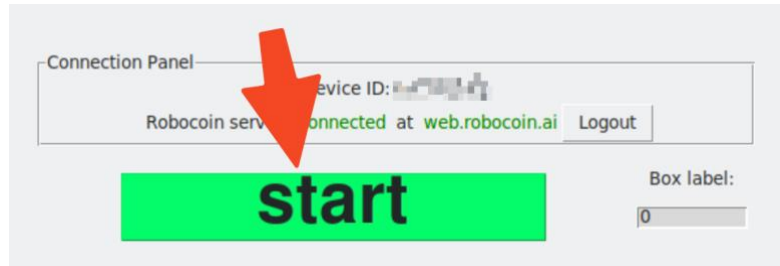 Connection Panel
evice ID:
Robocoin serv onnected at web.robocoin.ai Logout
start
Box label:
0